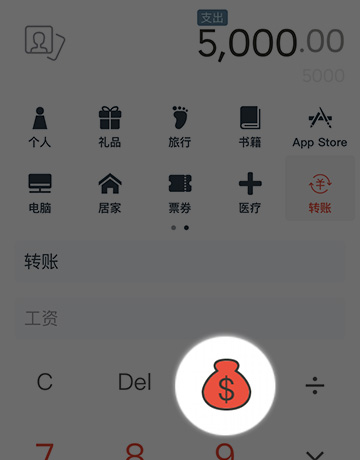 支出
5,000.00
5000
个人 礼品 旅行 书籍 App Store
电脑 居家 票券 医疗 转账
转账
工资
C Del $ ÷
7 8 9 ×